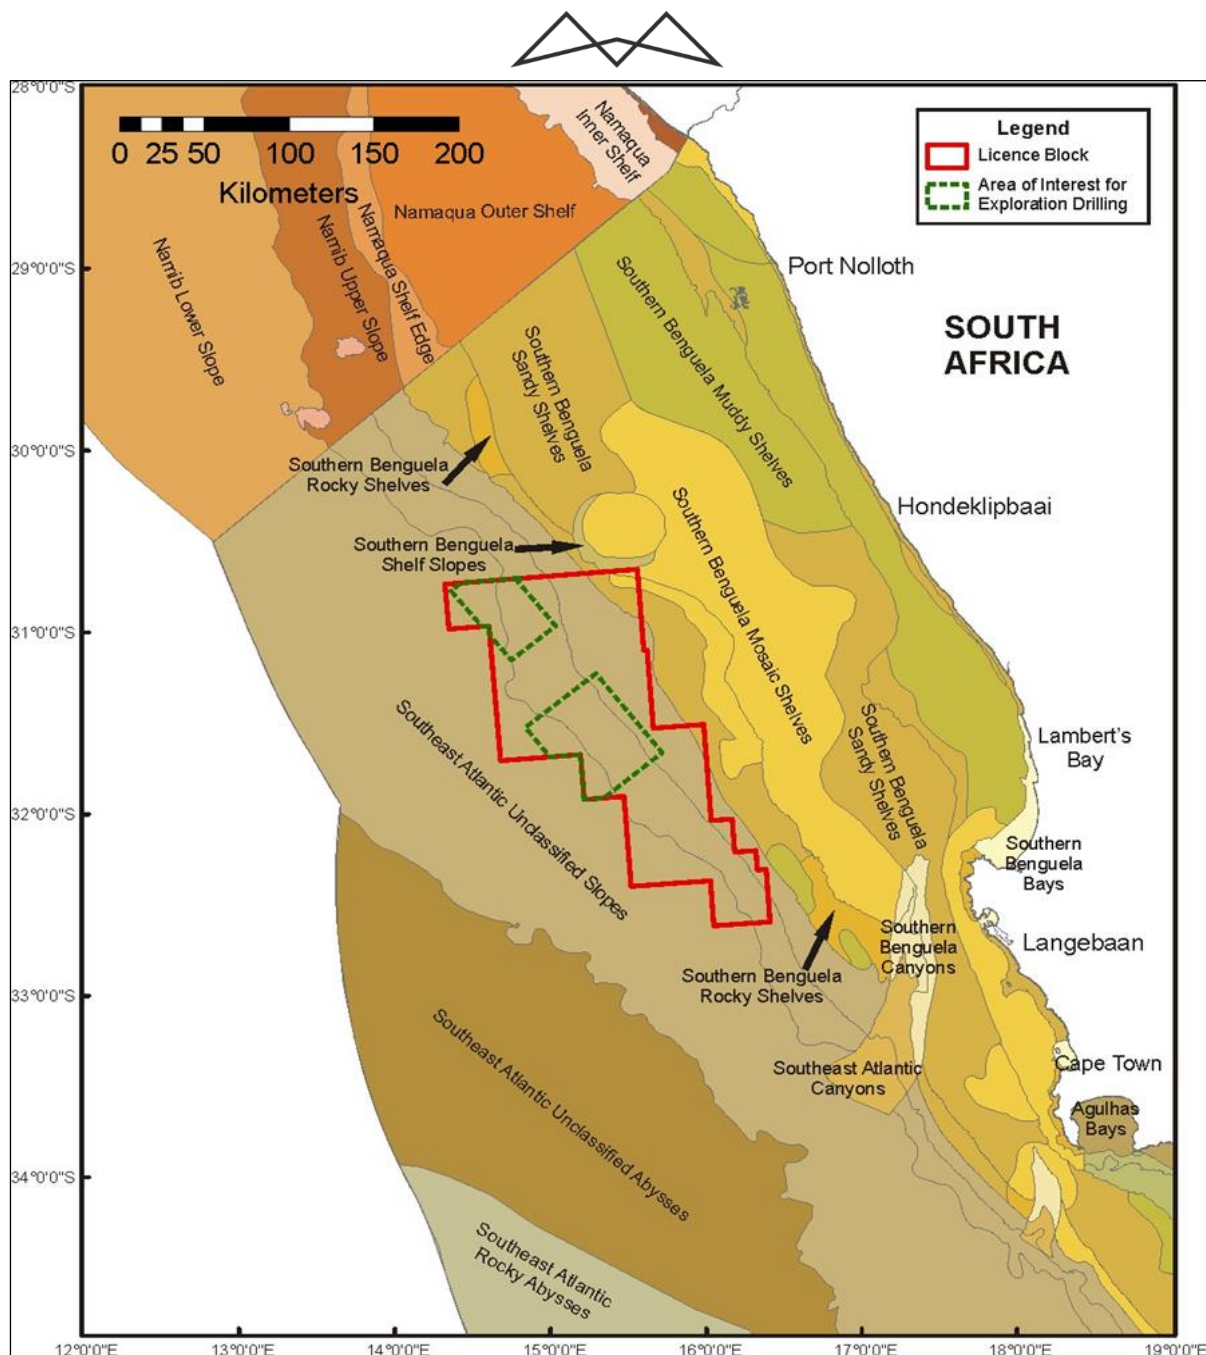 28°0'0"S
29°0'0"S
30°0'0"S
31°0'0"S
32°0'0"S
33°0'0"S
34°0'0"S
12°0'0"E
13°0'0"E
14°0'0"E
15°0'0"E
16°0'0"E
17°0'0"E
18°0'0"E
19°0'0"E
0 25 50 100 150 200
Kilometers
Legend
Licence Block
Area of Interest for
Exploration Drilling
Namaqua
Inner Shelf
Namaqua Outer Shelf
Namaqua Shelf Edge
Namib Upper Slope
Namib Lower Slope
Port Nolloth
SOUTH
AFRICA
Southern Benguela Muddy Shelves
Southern Benguela
Sandy Shelves
Southern Benguela
Rocky Shelves
Hondeklipbaai
Southern Benguela
Shelf Slopes
Southern Benguela Mosaic Shelves
Southern Benguela
Sandy Shelves
Lambert's
Bay
Southeast Atlantic Unclassified Slopes
Southern
Benguela
Bays
Southern
Benguela
Canyons
Langebaan
Southern Benguela
Rocky Shelves
Southeast Atlantic
Canyons
Cape Town
Agulhas
Bays
Southeast Atlantic Unclassified Abysses
Southeast Atlantic
Rocky Abysses